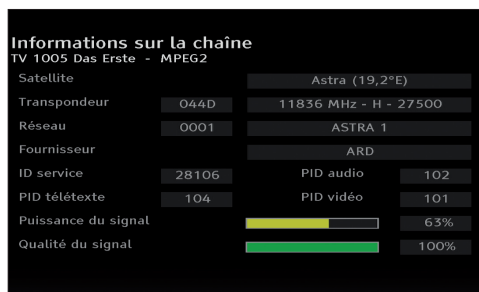 Informations sur la chaîne
TV 1005 Das Erste - MPEG2
Satellite Astra (19,2°E)
Transpondeur 044D 11836 MHz - H - 27500
Réseau 0001 ASTRA 1
Fournisseur ARD
ID service 28106 PID audio 102
PID télétexte 104 PID vidéo 101
Puissance du signal 63%
Qualité du signal 100%